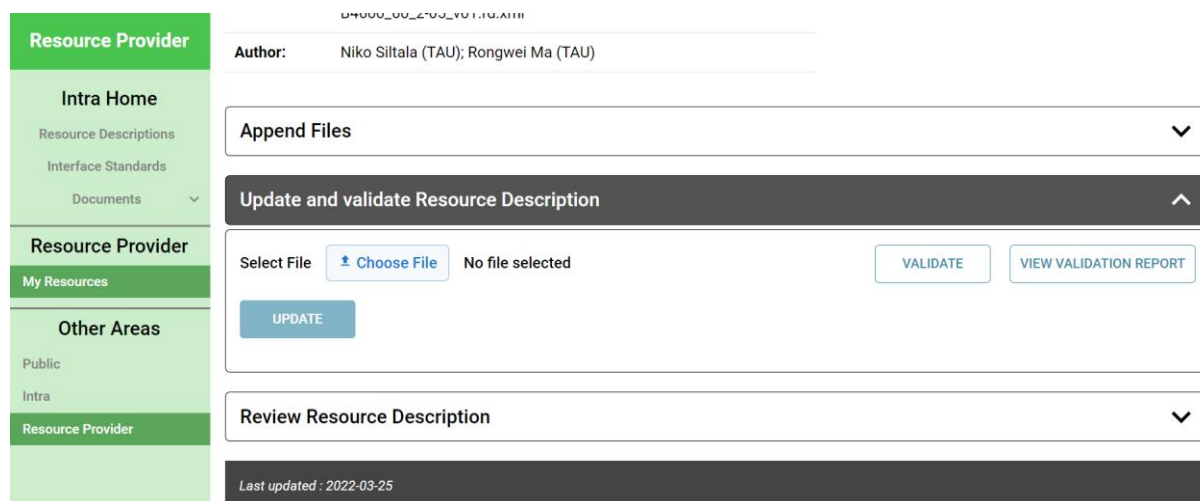 Resource Provider
Intra Home
Resource Descriptions
Interface Standards
Documents
Resource Provider
My Resources
Other Areas
Public
Intra
Resource Provider
Author: Niko Siltala (TAU); Rongwei Ma (TAU)
Append Files
Update and validate Resource Description
Select File Choose File No file selected VALIDATE VIEW VALIDATION REPORT
UPDATE
Review Resource Description
Last updated : 2022-03-25